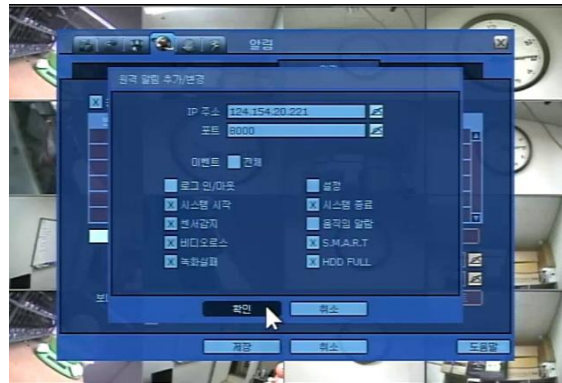 알림
원격 알림 추가/변경
IP 주소 124.154.20.221
포트 8000
이벤트 전체
로그 인/아웃 설정
X 시스템 시작 X 시스템 종료
X 센서감지 움직임 알람
X 비디오로스 X S.M.A.R.T
X 녹화실패 X HDD FULL
확인 취소
저장 취소 도움말